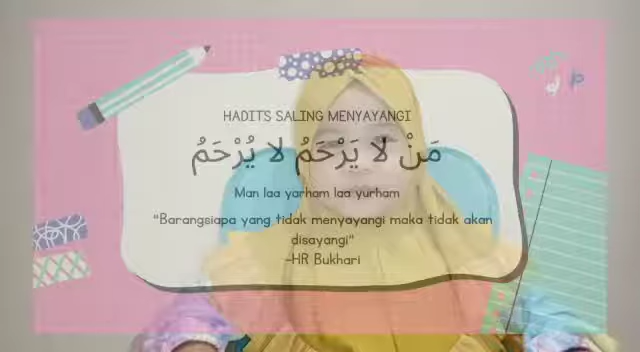 HADITS SALING MENYAYANGI
مَنْ لَا يَرْحَمُ لَا يُرْحَمُ
Man laa yarham laa yurham
"Barangsiapa yang tidak menyayangi maka tidak akan
disayangi"
-HR Bukhari